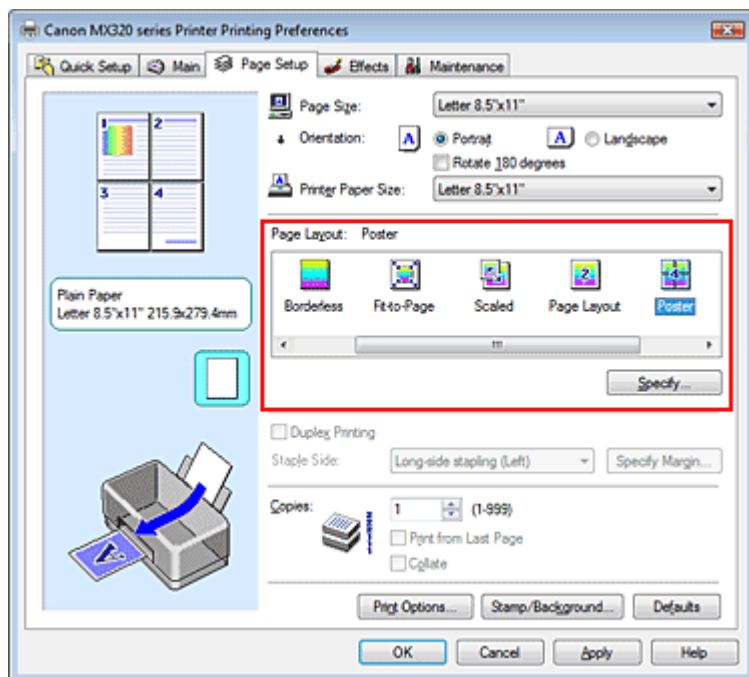 Canon MX320 series Printer Printing Preferences
Quick Setup Main Page Setup Effects Maintenance
Page Size: Letter 8.5"x11"
Orientation: A Portrait A Landscape
Rotate 180 degrees
Printer Paper Size: Letter 8.5"x11"
1 2
3 4
Page Layout: Poster
Borderless Fit-to-Page Scaled Page Layout Poster
Plain Paper
Letter 8.5"x11" 215.9x279.4mm
Specify...
Duplex Printing
Staple Side: Long-side stapling (Left) Specify Margin...
Copies: 1 (1-999)
Print from Last Page
Collate
Print Options... Stamp/Background... Defaults
OK Cancel Apply Help